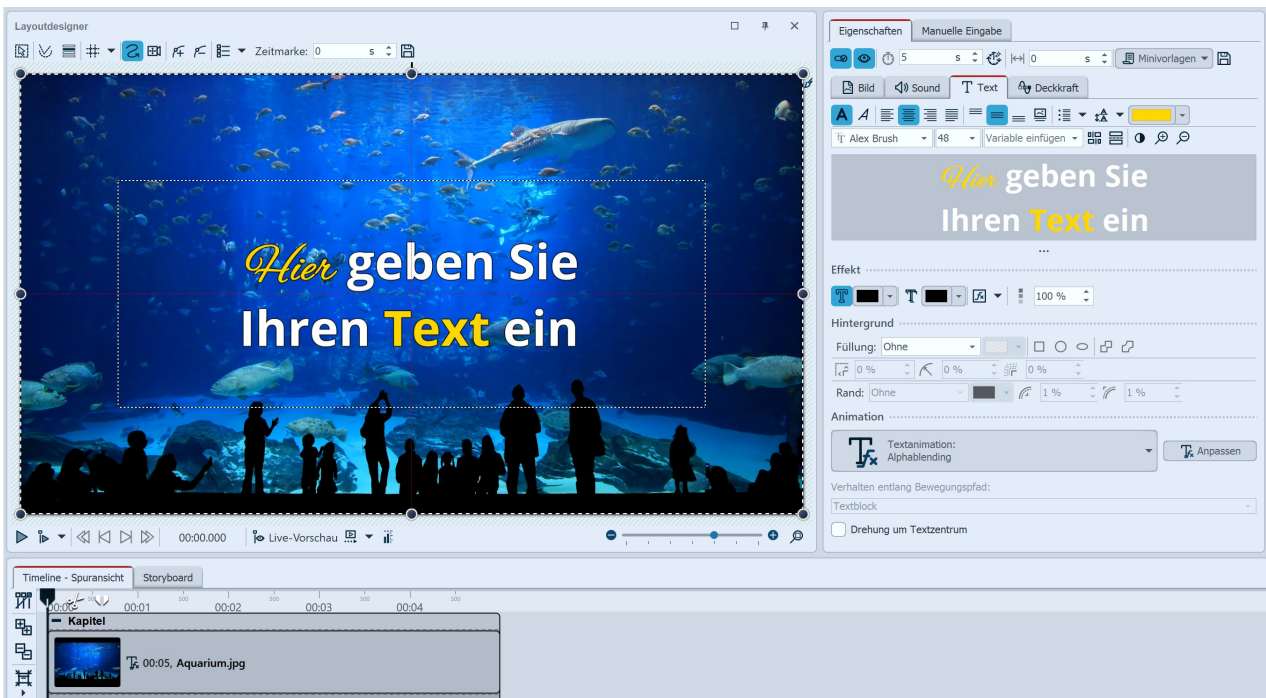 Layoutdesigner
Zeitmarke: 0 s
Hier geben Sie
Ihren Text ein
00:00.000 Live-Vorschau
Eigenschaften Manuelle Eingabe
5 s 0 s Minivorlagen
Bild Sound Text Deckkraft
Alex Brush 48 Variable einfügen
Hier geben Sie
Ihren Text ein
...
Effekt
100 %
Hintergrund
Füllung: Ohne
0 % 0 % 0 %
Rand: Ohne 1 % 1 %
Animation
Textanimation:
Alphablending
Anpassen
Verhalten entlang Bewegungspfad:
Textblock
Drehung um Textzentrum
Timeline - Spuransicht Storyboard
500 500 500 500 500
00:01 00:02 00:03 00:04
Kapitel
00:05, Aquarium.jpg